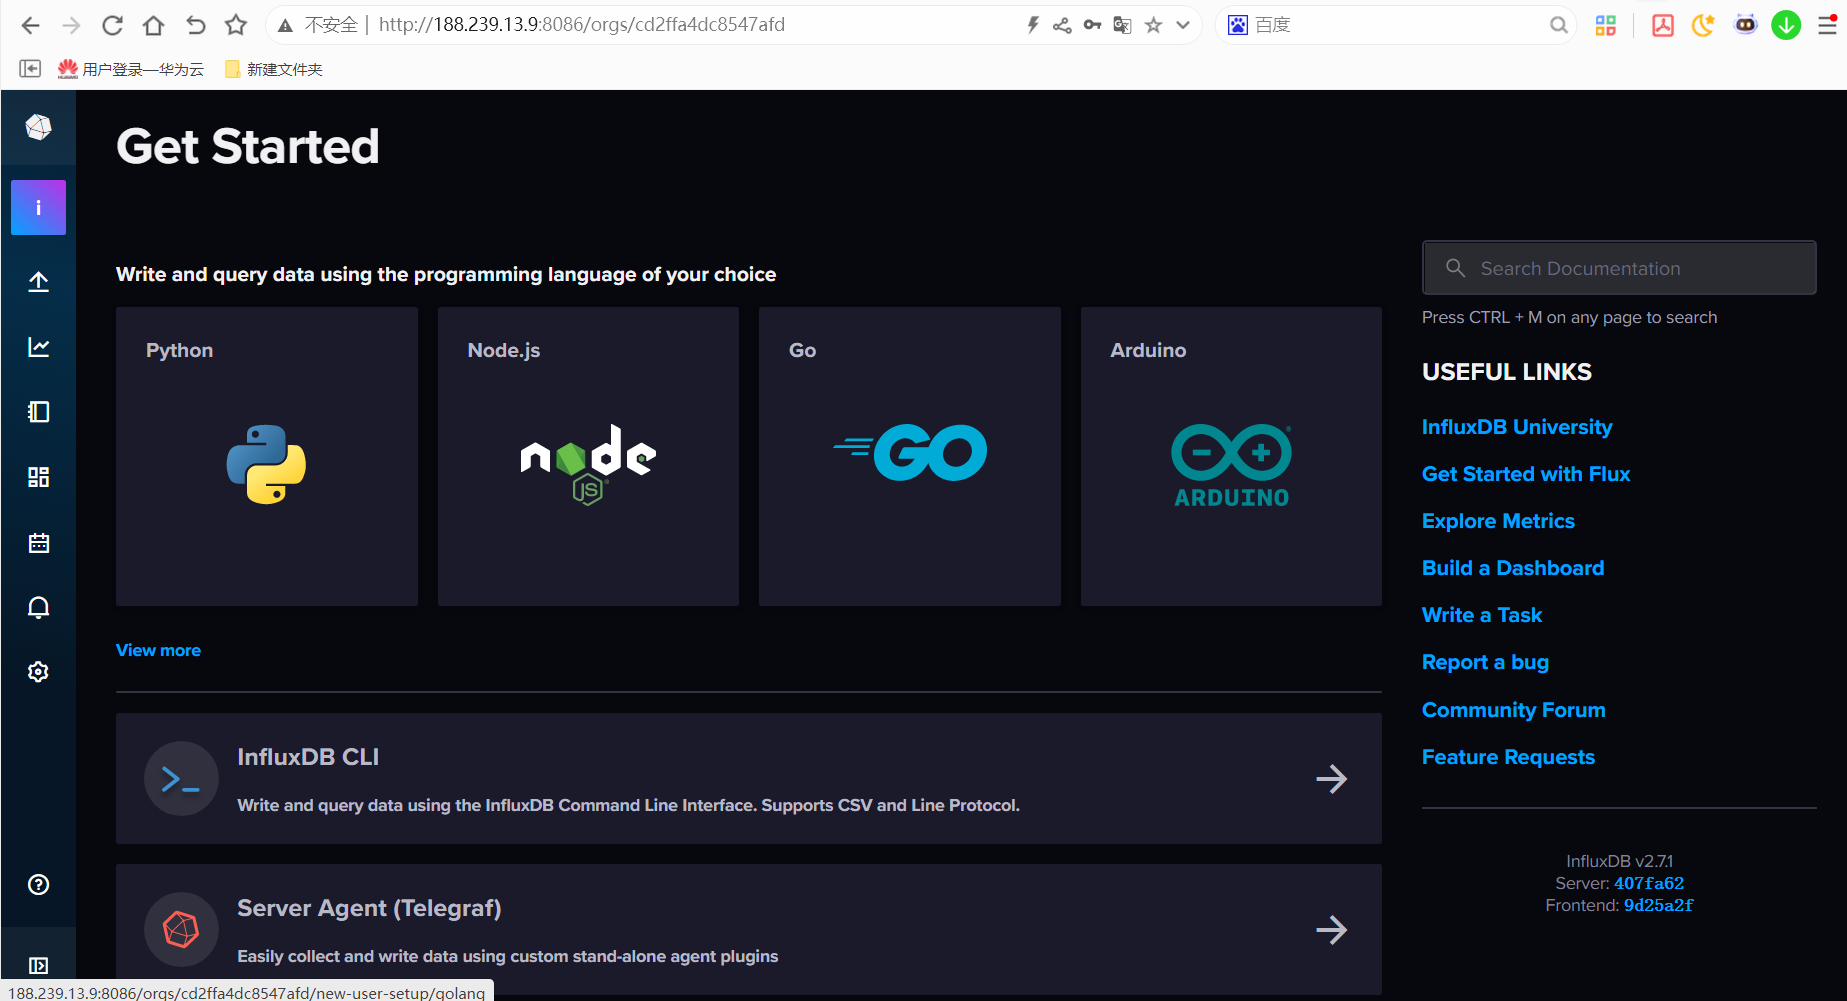 不安全 | http://188.239.13.9:8086/orgs/cd2ffa4dc8547afd
百度
用户登录—华为云
新建文件夹
Get Started
i
Write and query data using the programming language of your choice
Search Documentation
Press CTRL + M on any page to search
Python
Node.js
Go
Arduino
node
JS
GO
ARDUINO
USEFUL LINKS
InfluxDB University
Get Started with Flux
Explore Metrics
Build a Dashboard
Write a Task
Report a bug
Community Forum
Feature Requests
View more
InfluxDB CLI
Write and query data using the InfluxDB Command Line Interface. Supports CSV and Line Protocol.
Server Agent (Telegraf)
Easily collect and write data using custom stand-alone agent plugins
InfluxDB v2.7.1
Server: 407fa62
Frontend: 9d25a2f
188.239.13.9:8086/orgs/cd2ffa4dc8547afd/new-user-setup/golang